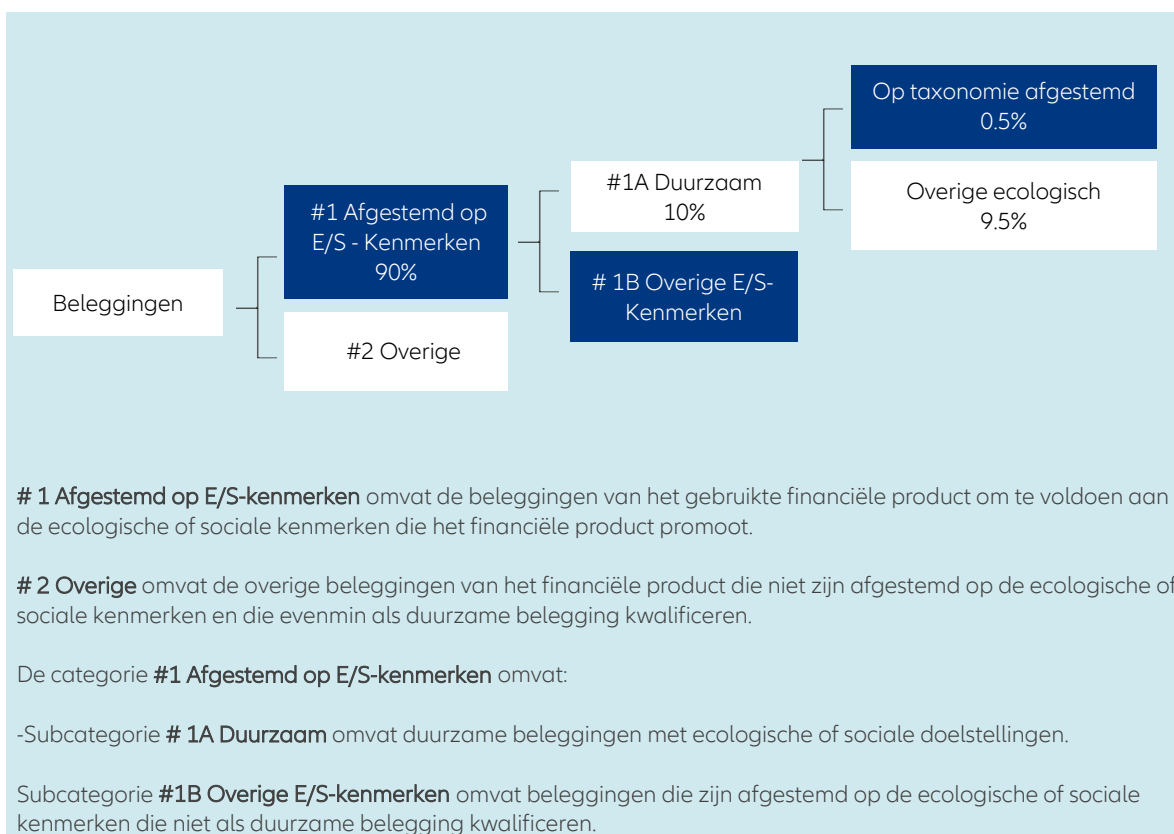 Op taxonomie afgestemd
0.5%
#1A Duurzaam
10%
Overige ecologisch
9.5%
#1 Afgestemd op
E/S - Kenmerken
90%
# 1B Overige E/S-
Kenmerken
Beleggingen
#2 Overige
# 1 Afgestemd op E/S-kenmerken omvat de beleggingen van het gebruikte financiële product om te voldoen aan
de ecologische of sociale kenmerken die het financiële product promoot.
# 2 Overige omvat de overige beleggingen van het financiële product die niet zijn afgestemd op de ecologische of
sociale kenmerken en die evenmin als duurzame belegging kwalificeren.
De categorie #1 Afgestemd op E/S-kenmerken omvat:
-Subcategorie # 1A Duurzaam omvat duurzame beleggingen met ecologische of sociale doelstellingen.
Subcategorie #1B Overige E/S-kenmerken omvat beleggingen die zijn afgestemd op de ecologische of sociale
kenmerken die niet als duurzame belegging kwalificeren.